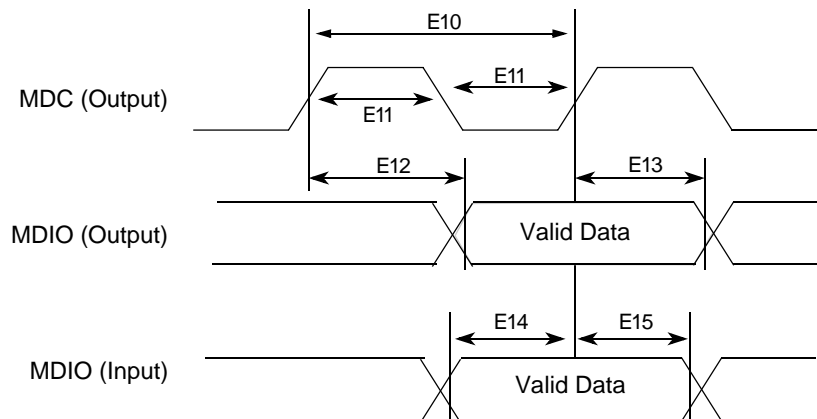 E10
MDC (Output)
E11
E11
E12
E13
MDIO (Output)
Valid Data
E14
E15
MDIO (Input)
Valid Data